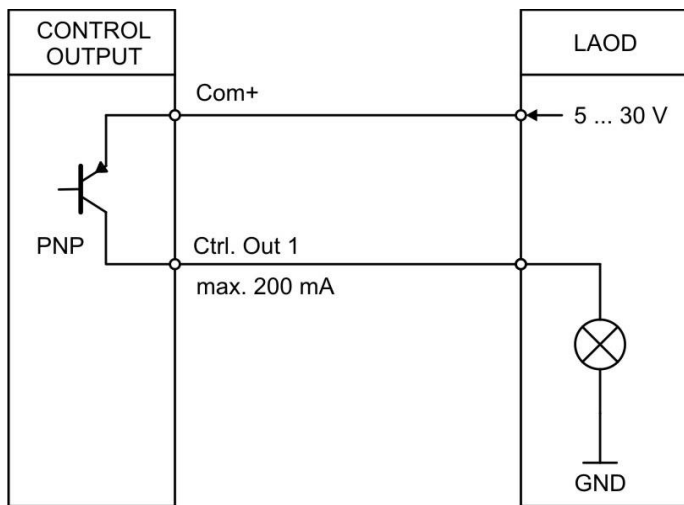 CONTROL
OUTPUT
LAOD
Com+
5 ... 30 V
PNP
Ctrl. Out 1
max. 200 mA
GND